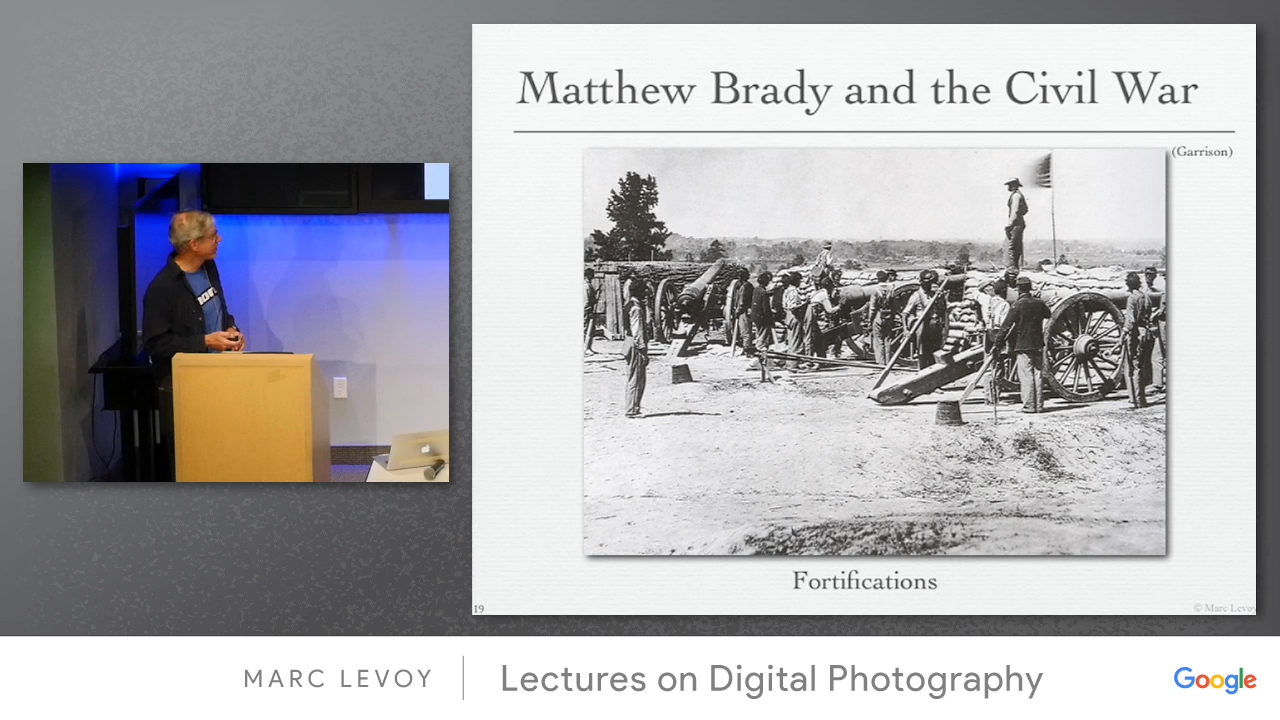 Matthew Brady and the Civil War
(Garrison)
Fortifications
19
© Marc Levoy
MARC LEVOY
Lectures on Digital Photography
Google